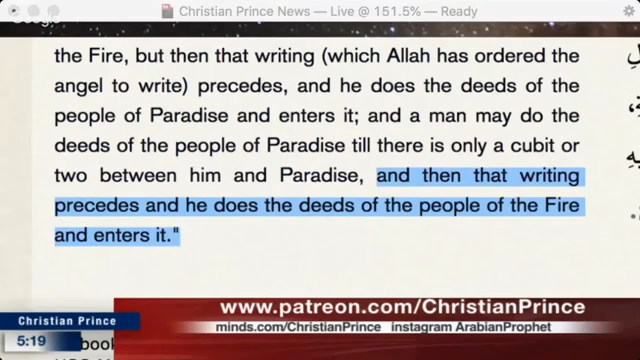 Christian Prince News — Live @ 151.5% — Ready
the Fire, but then that writing (which Allah has ordered the
angel to write) precedes, and he does the deeds of the
people of Paradise and enters it; and a man may do the
deeds of the people of Paradise till there is only a cubit or
two between him and Paradise, and then that writing
precedes and he does the deeds of the people of the Fire
and enters it."
www.patreon.com/ChristianPrince
Christian Prince
minds.com/ChristianPrince instagram ArabianProphet
5:19